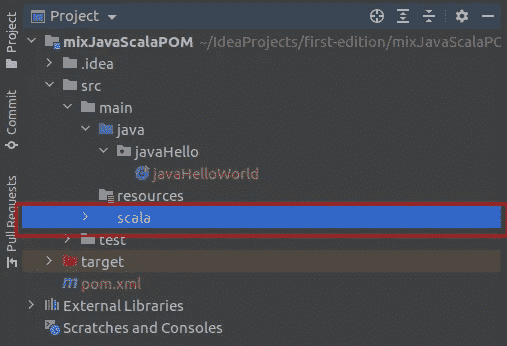 Project
Commit
Pull Requests
Project
mixJavaScalaPOM ~/IdeaProjects/first-edition/mixJavaScalaPO
.idea
src
main
java
javaHello
javaHelloWorld
resources
scala
test
target
pom.xml
External Libraries
Scratches and Consoles